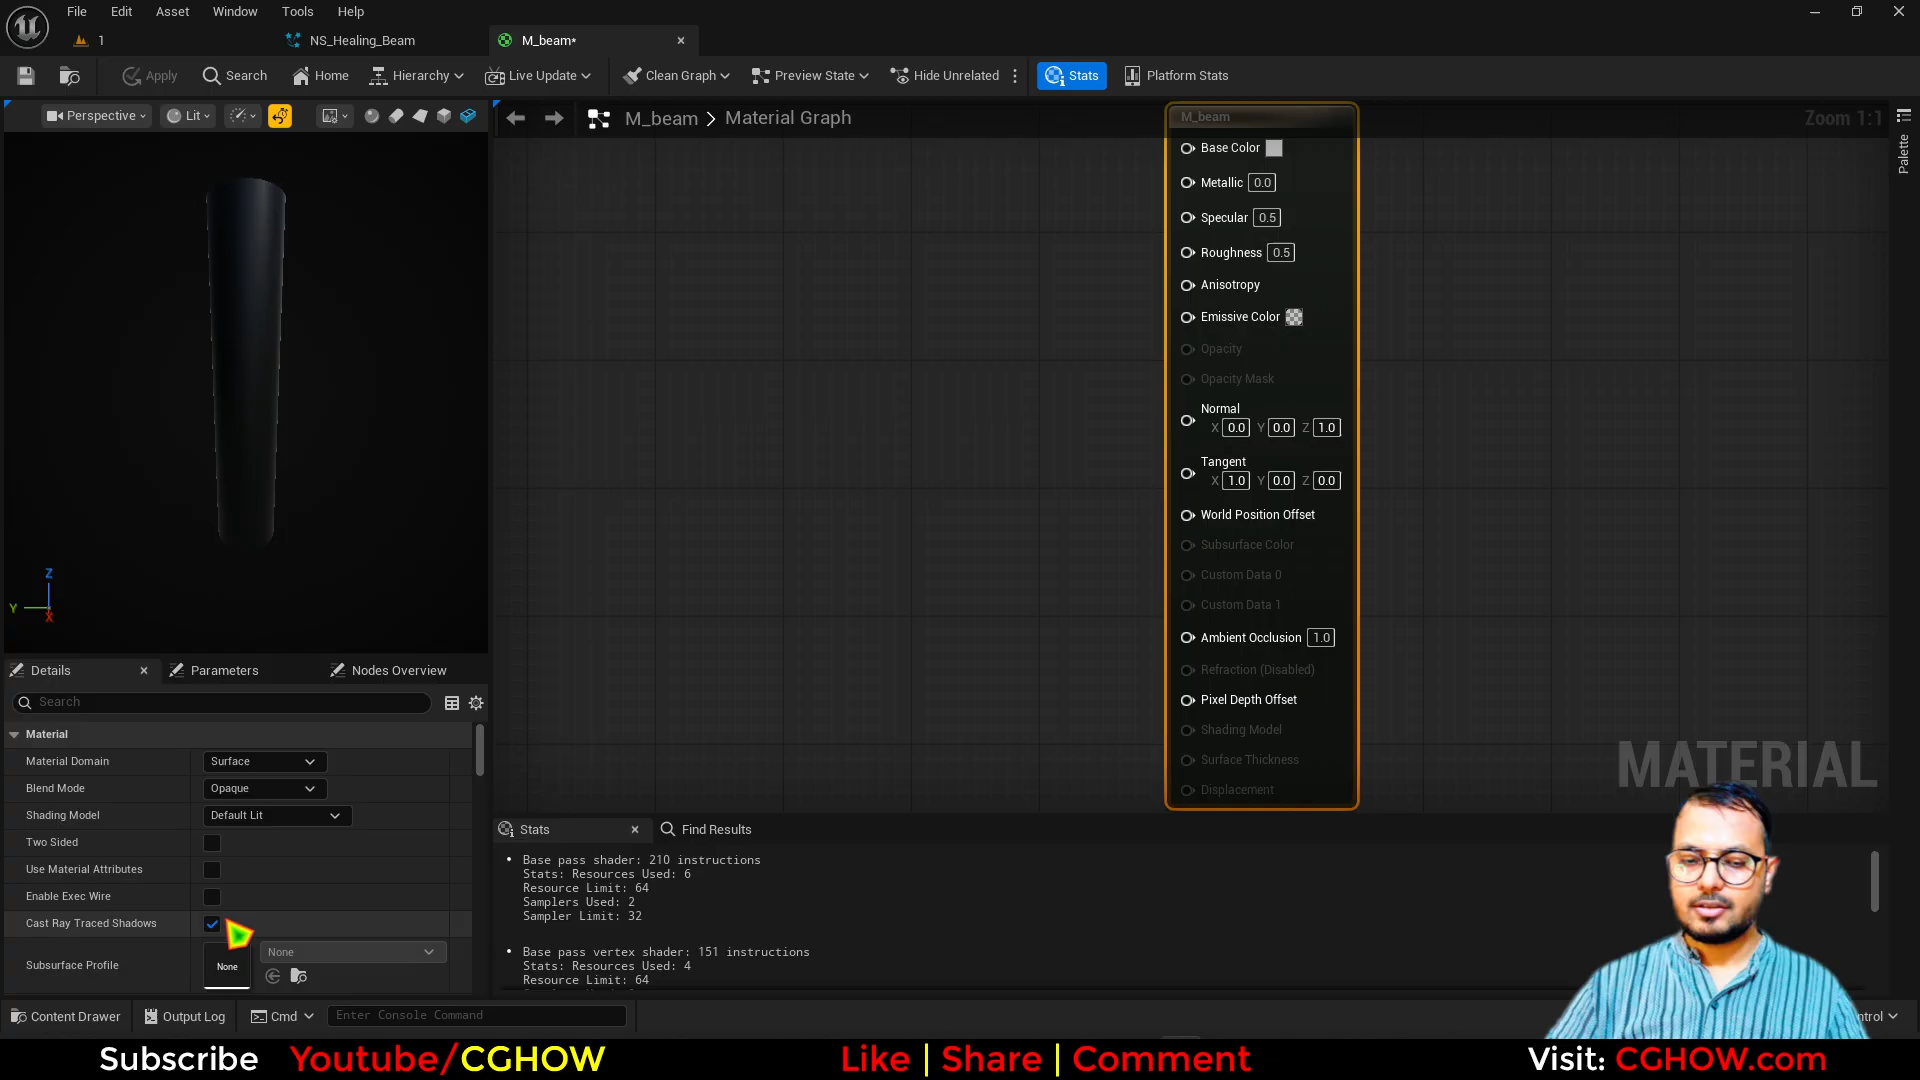 File Edit Asset Window Tools Help
1 NS_Healing_Beam M_beam*
Apply Search Home Hierarchy Live Update Clean Graph Preview State Hide Unrelated Stats Platform Stats
Perspective Lit
M_beam > Material Graph
Zoom 1:1
Palette
M_beam
Base Color
Metallic 0.0
Specular 0.5
Roughness 0.5
Anisotropy
Emissive Color
Opacity
Opacity Mask
Normal
X 0.0 Y 0.0 Z 1.0
Tangent
X 1.0 Y 0.0 Z 0.0
World Position Offset
Subsurface Color
Custom Data 0
Custom Data 1
Ambient Occlusion 1.0
Refraction (Disabled)
Pixel Depth Offset
Shading Model
Surface Thickness
Displacement
MATERIAL
Z
Y
X
Details Parameters Nodes Overview
Search
Material
Material Domain Surface
Blend Mode Opaque
Shading Model Default Lit
Two Sided
Use Material Attributes
Enable Exec Wire
Cast Ray Traced Shadows
Subsurface Profile None None
Stats Find Results
• Base pass shader: 210 instructions
Stats: Resources Used: 6
Resource Limit: 64
Samplers Used: 2
Sampler Limit: 32
• Base pass vertex shader: 151 instructions
Stats: Resources Used: 4
Resource Limit: 64
Content Drawer Output Log Cmd Enter Console Command
Subscribe Youtube/CGHOW Like | Share | Comment Visit: CGHOW.com